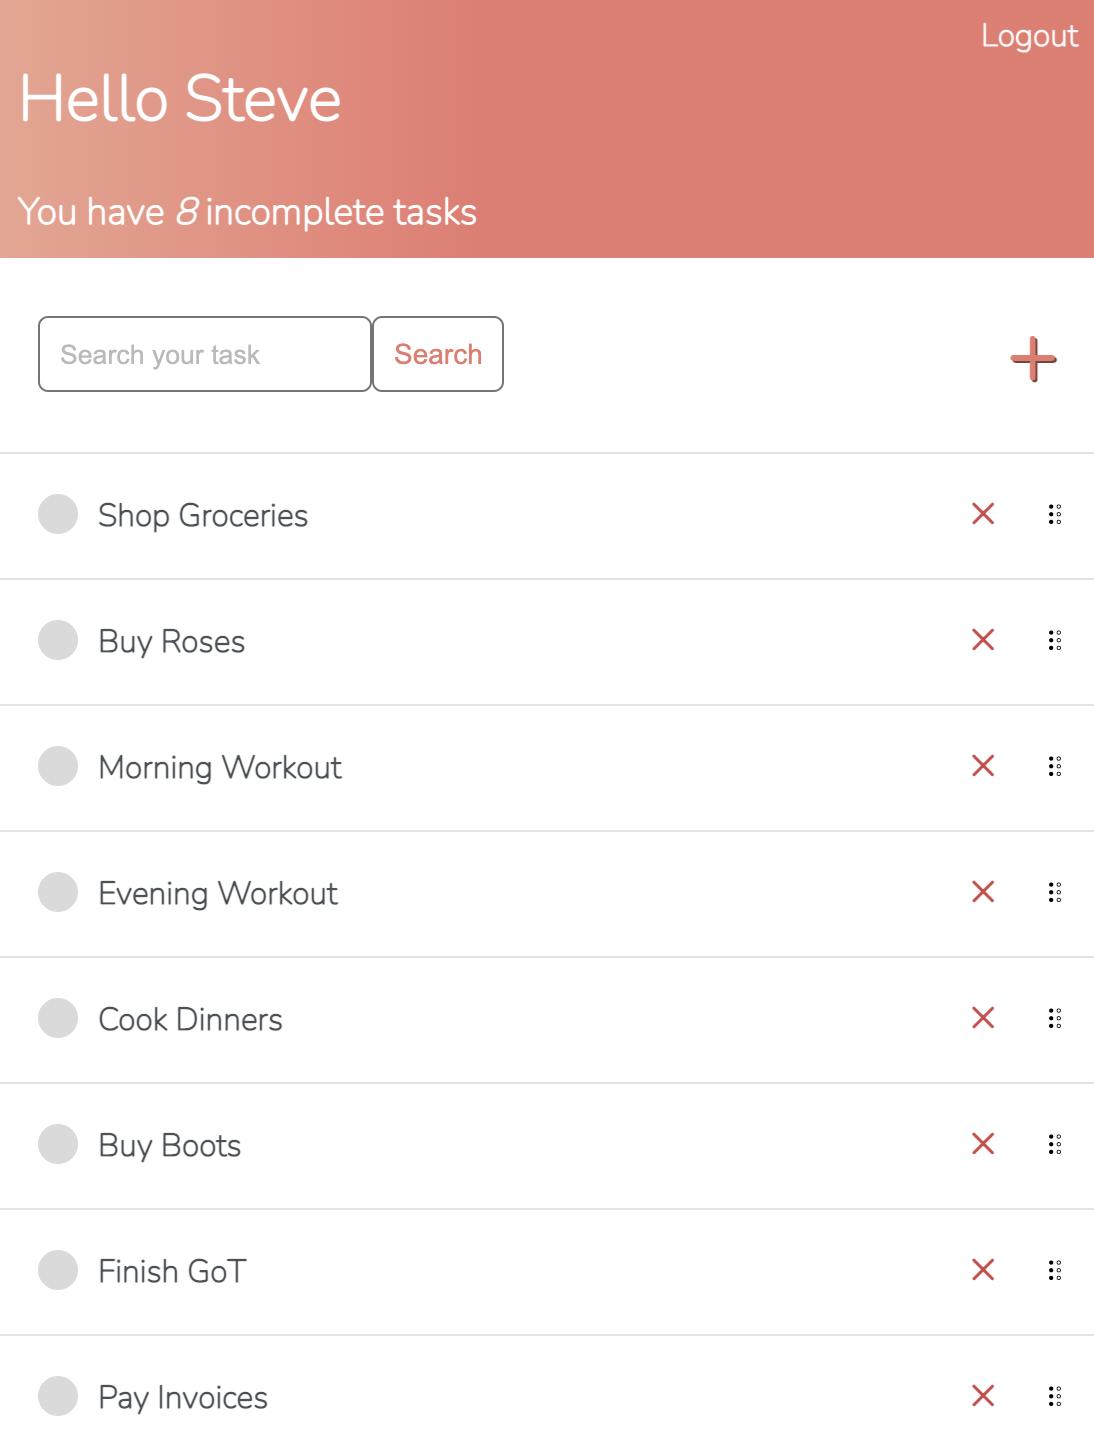 Logout
Hello Steve
You have 8 incomplete tasks
Search your task Search
Shop Groceries
Buy Roses
Morning Workout
Evening Workout
Cook Dinners
Buy Boots
Finish GoT
Pay Invoices